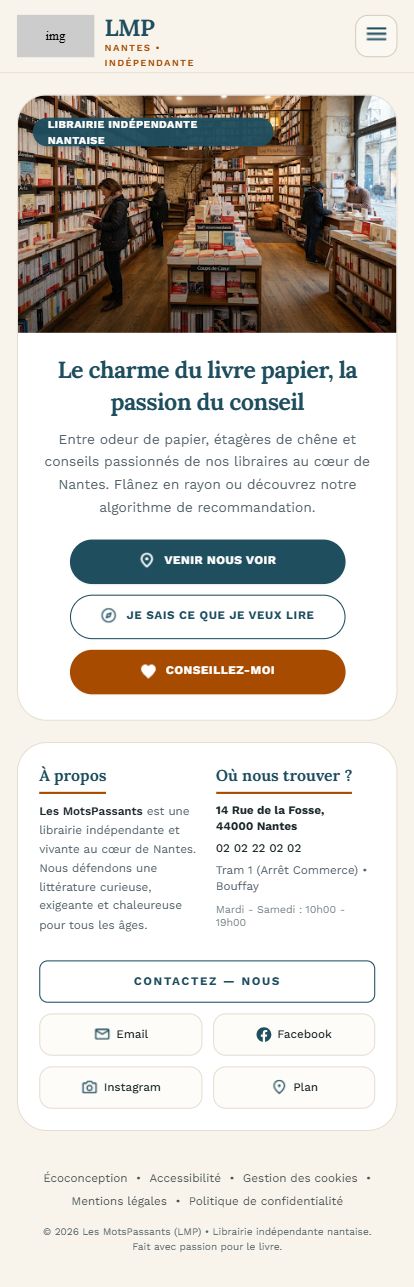 img
LMP
NANTES •
INDÉPENDANTE
LIBRAIRIE INDÉPENDANTE
NANTAISE
Coups de Cœur
Le charme du livre papier, la
passion du conseil
Entre odeur de papier, étagères de chêne et
conseils passionnés de nos libraires au cœur de
Nantes. Flânez en rayon ou découvrez notre
algorithme de recommandation.
VENIR NOUS VOIR
JE SAIS CE QUE JE VEUX LIRE
CONSEILLEZ-MOI
À propos
Les MotsPassants est une
librairie indépendante et
vivante au cœur de Nantes.
Nous défendons une
littérature curieuse,
exigeante et chaleureuse
pour tous les âges.
Où nous trouver ?
14 Rue de la Fosse,
44000 Nantes
02 02 22 02 02
Tram 1 (Arrêt Commerce) •
Bouffay
Mardi - Samedi : 10h00 -
19h00
CONTACTEZ — NOUS
Email
Facebook
Instagram
Plan
Écoconception • Accessibilité • Gestion des cookies •
Mentions légales • Politique de confidentialité
© 2026 Les MotsPassants (LMP) • Librairie indépendante nantaise.
Fait avec passion pour le livre.